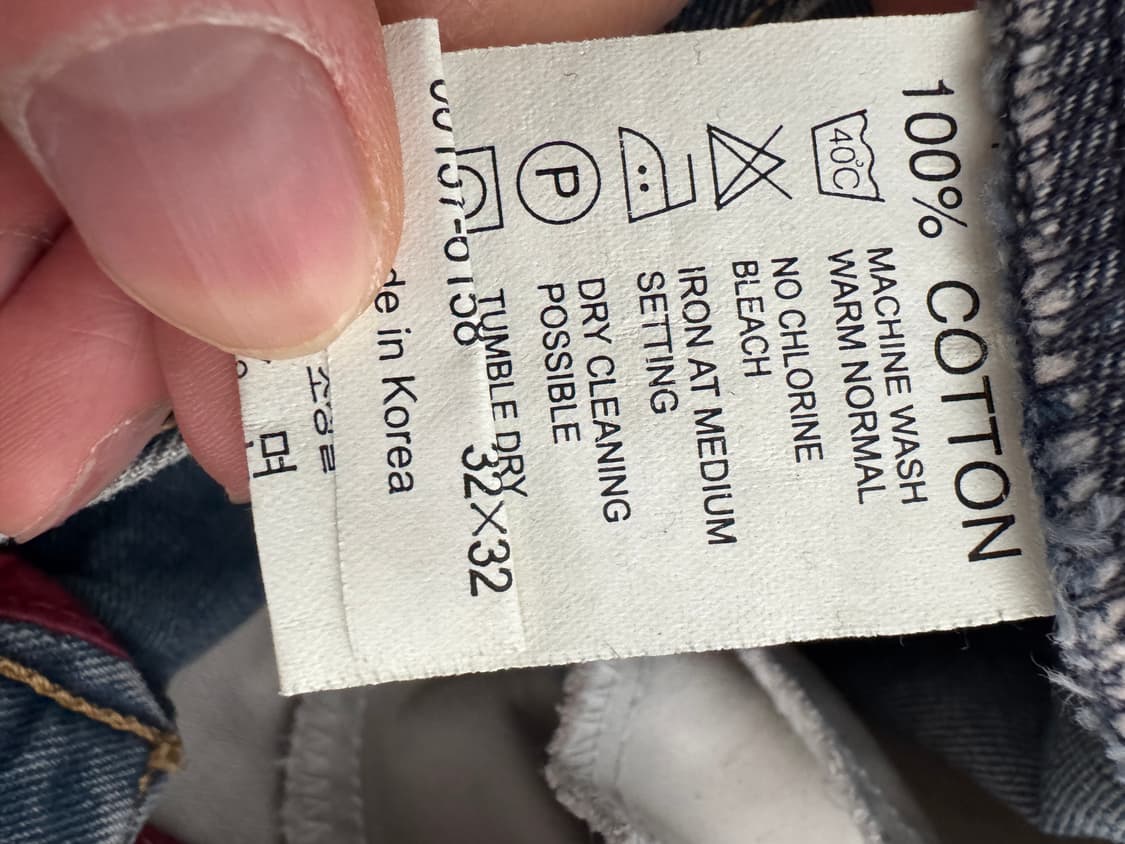 100% COTTON
40°C
MACHINE WASH
WARM NORMAL
NO CHLORINE
BLEACH
IRON AT MEDIUM
SETTING
P
DRY CLEANING
POSSIBLE
TUMBLE DRY
32×32
in Korea